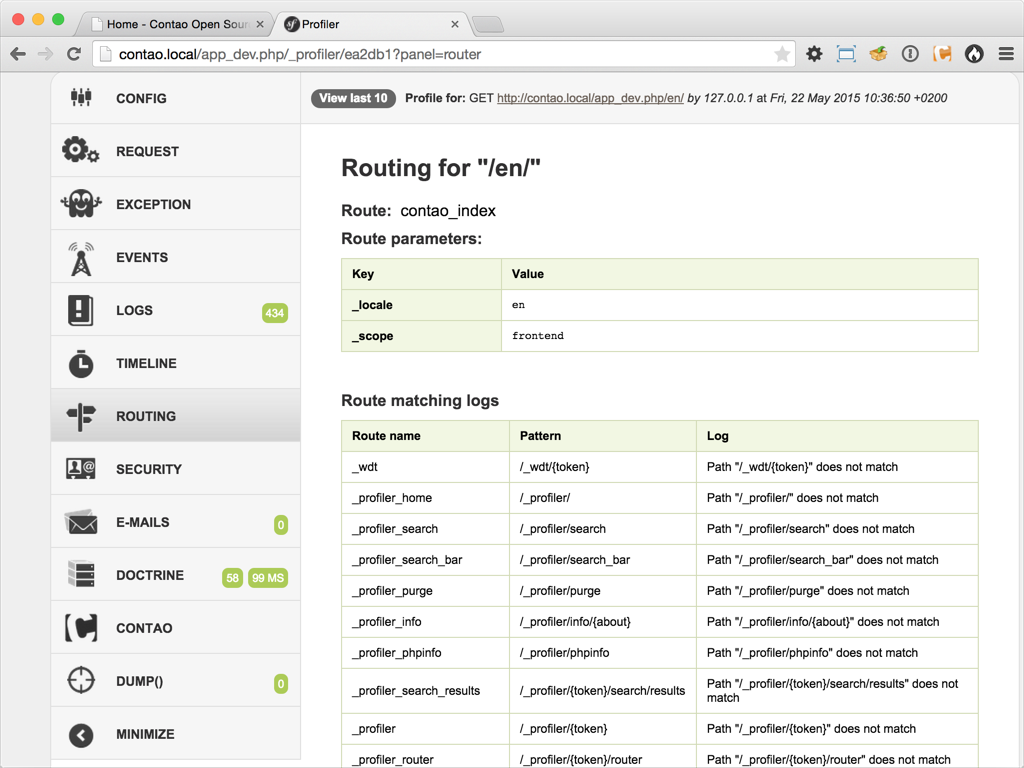 Home - Contao Open Sour
Profiler
contao.local/app_dev.php/_profiler/ea2db1?panel=router
CONFIG
REQUEST
EXCEPTION
EVENTS
LOGS 434
TIMELINE
ROUTING
SECURITY
E-MAILS 0
DOCTRINE 58 99 MS
CONTAO
DUMP() 0
MINIMIZE
View last 10 Profile for: GET http://contao.local/app_dev.php/en/ by 127.0.0.1 at Fri, 22 May 2015 10:36:50 +0200
Routing for "/en/"
Route: contao_index
Route parameters:
Key Value
_locale en
_scope frontend
Route matching logs
Route name Pattern Log
_wdt /_wdt/{token} Path "/_wdt/{token}" does not match
_profiler_home /_profiler/ Path "/_profiler/" does not match
_profiler_search /_profiler/search Path "/_profiler/search" does not match
_profiler_search_bar /_profiler/search_bar Path "/_profiler/search_bar" does not match
_profiler_purge /_profiler/purge Path "/_profiler/purge" does not match
_profiler_info /_profiler/info/{about} Path "/_profiler/info/{about}" does not match
_profiler_phpinfo /_profiler/phpinfo Path "/_profiler/phpinfo" does not match
_profiler_search_results /_profiler/{token}/search/results Path "/_profiler/{token}/search/results" does not
match
_profiler /_profiler/{token} Path "/_profiler/{token}" does not match
_profiler_router /_profiler/{token}/router Path "/_profiler/{token}/router" does not match